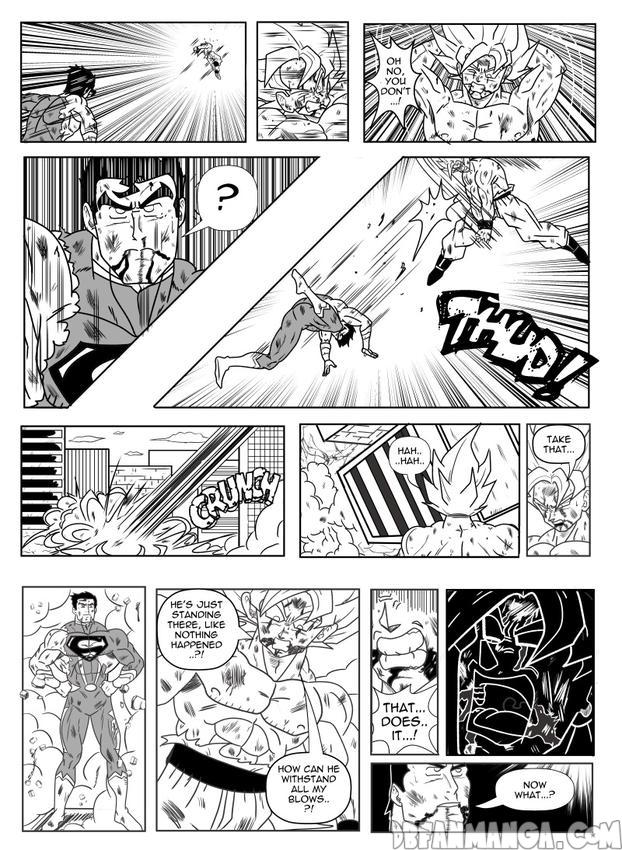 OH
NO,
YOU
DON'T
...!
?
THUD!
CRUNCH
HAH..
..HAH..
TAKE
THAT...
HE'S JUST
STANDING
THERE, LIKE
NOTHING
HAPPENED
..?!
HOW CAN HE
WITHSTAND
ALL MY
BLOWS..
?!
THAT...
DOES..
IT...!
NOW
WHAT...?
DBFANMANGA.COM